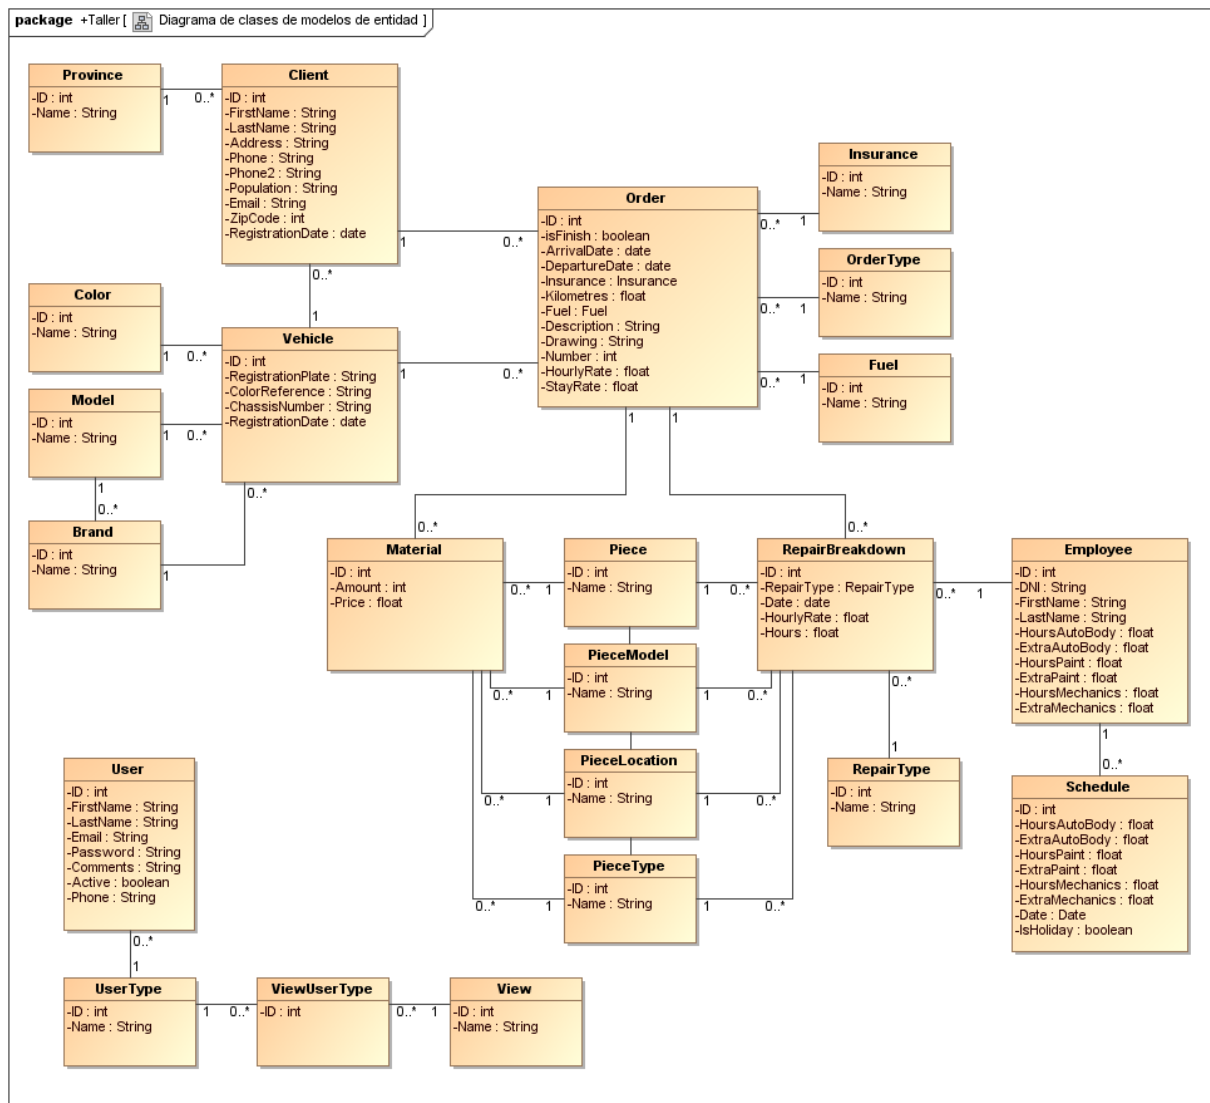 package +Taller [ Diagrama de clases de modelos de entidad ]
Province
-ID : int
-Name : String
1
0..*
Client
-ID : int
-FirstName : String
-LastName : String
-Address : String
-Phone : String
-Phone2 : String
-Population : String
-Email : String
-ZipCode : int
-RegistrationDate : date
1
0..*
0..*
1
Color
-ID : int
-Name : String
1
0..*
Vehicle
-ID : int
-RegistrationPlate : String
-ColorReference : String
-ChassisNumber : String
-RegistrationDate : date
1
0..*
Model
-ID : int
-Name : String
1
0..*
1
0..*
0..*
Brand
-ID : int
-Name : String
1
Order
-ID : int
-isFinish : boolean
-ArrivalDate : date
-DepartureDate : date
-Insurance : Insurance
-Kilometres : float
-Fuel : Fuel
-Description : String
-Drawing : String
-Number : int
-HourlyRate : float
-StayRate : float
Insurance
-ID : int
-Name : String
0..*
1
OrderType
-ID : int
-Name : String
0..*
1
Fuel
-ID : int
-Name : String
0..*
1
1
1
0..*
0..*
Material
-ID : int
-Amount : int
-Price : float
0..*
1
Piece
-ID : int
-Name : String
1
0..*
RepairBreakdown
-ID : int
-RepairType : RepairType
-Date : date
-HourlyRate : float
-Hours : float
0..*
1
Employee
-ID : int
-DNI : String
-FirstName : String
-LastName : String
-HoursAutoBody : float
-ExtraAutoBody : float
-HoursPaint : float
-ExtraPaint : float
-HoursMechanics : float
-ExtraMechanics : float
PieceModel
-ID : int
-Name : String
0..*
1
1
0..*
0..*
1
1
0..*
PieceLocation
-ID : int
-Name : String
0..*
1
1
0..*
RepairType
-ID : int
-Name : String
Schedule
-ID : int
-HoursAutoBody : float
-ExtraAutoBody : float
-HoursPaint : float
-ExtraPaint : float
-HoursMechanics : float
-ExtraMechanics : float
-Date : Date
-IsHoliday : boolean
PieceType
-ID : int
-Name : String
0..*
1
1
0..*
User
-ID : int
-FirstName : String
-LastName : String
-Email : String
-Password : String
-Comments : String
-Active : boolean
-Phone : String
0..*
1
UserType
-ID : int
-Name : String
1
0..*
ViewUserType
-ID : int
0..*
1
View
-ID : int
-Name : String